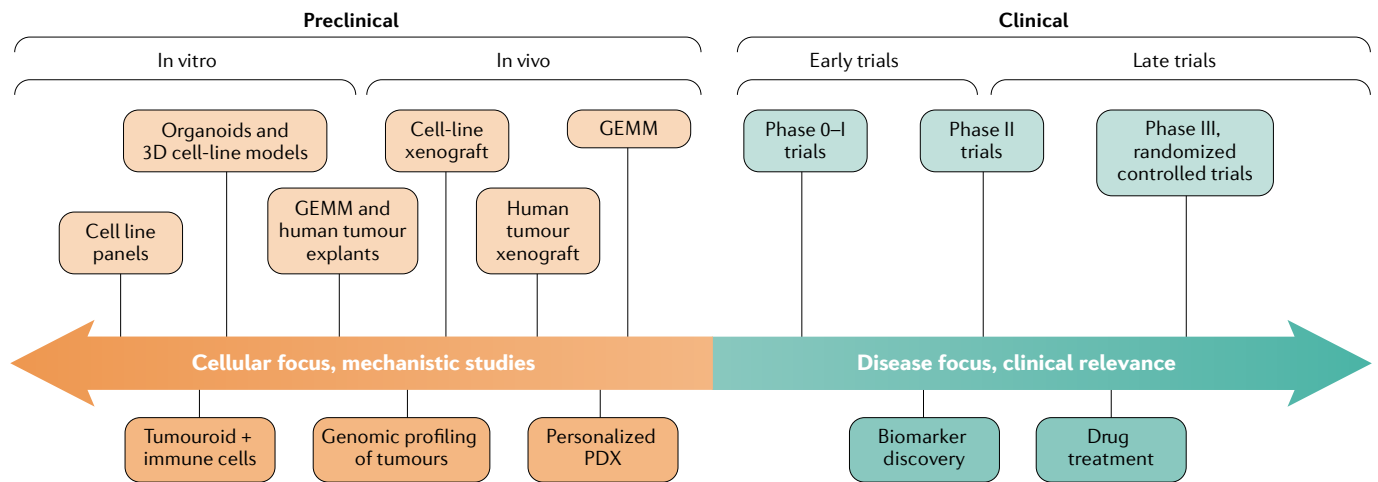 Preclinical
Clinical
In vitro
In vivo
Early trials
Late trials
Organoids and
3D cell-line models
Cell-line
xenograft
GEMM
Phase 0–I
trials
Phase II
trials
Phase III,
randomized
controlled trials
Cell line
panels
GEMM and
human tumour
explants
Human
tumour
xenograft
Cellular focus, mechanistic studies
Disease focus, clinical relevance
Tumouroid +
immune cells
Genomic profiling
of tumours
Personalized
PDX
Biomarker
discovery
Drug
treatment